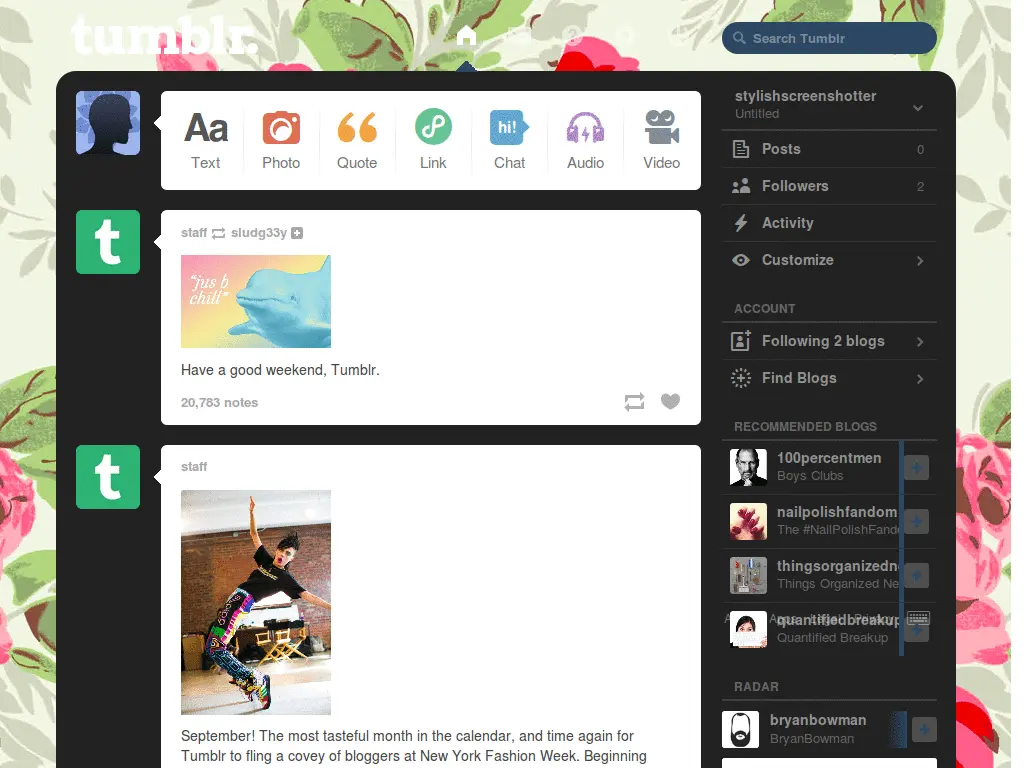 tumblr.
Search Tumblr
Aa
Text
Photo
Quote
Link
hi!
Chat
Audio
Video
stylishscreenshotter
Untitled
Posts 0
Followers 2
Activity
Customize
ACCOUNT
Following 2 blogs
Find Blogs
RECOMMENDED BLOGS
100percentmen
Boys Clubs
nailpolishfandom
The #NailPolishFand
thingsorganizedn
Things Organized Ne
quantifiedbreakup
Quantified Breakup
RADAR
bryanbowman
BryanBowman
t
staff sludg33y
"jus b
chill"
Have a good weekend, Tumblr.
20,783 notes
t
staff
September! The most tasteful month in the calendar, and time again for
Tumblr to fling a covey of bloggers at New York Fashion Week. Beginning